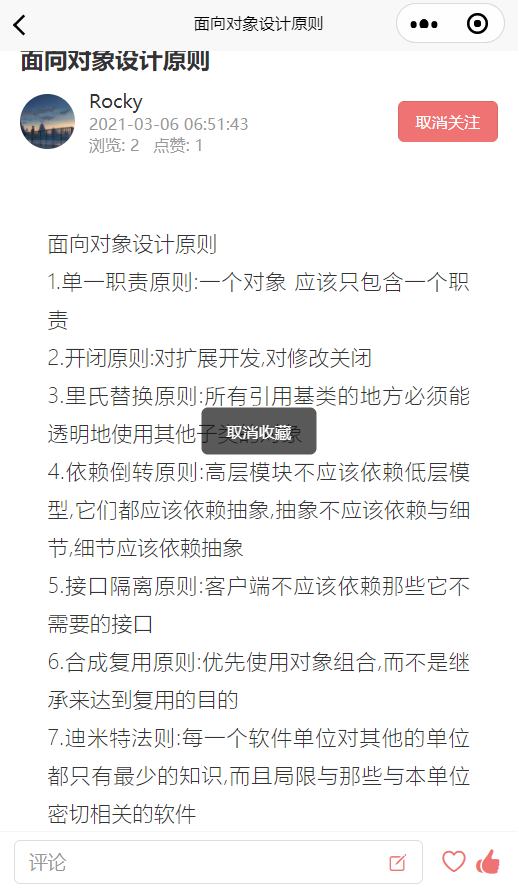 面向对象设计原则
面向对象设计原则
Rocky
2021-03-06 06:51:43
浏览: 2 点赞: 1
取消关注
面向对象设计原则
1.单一职责原则:一个对象 应该只包含一个职
责
2.开闭原则:对扩展开发,对修改关闭
3.里氏替换原则:所有引用基类的地方必须能
透明地使用其他子类的对象
取消收藏
4.依赖倒转原则:高层模块不应该依赖低层模
型,它们都应该依赖抽象,抽象不应该依赖与细
节,细节应该依赖抽象
5.接口隔离原则:客户端不应该依赖那些它不
需要的接口
6.合成复用原则:优先使用对象组合,而不是继
承来达到复用的目的
7.迪米特法则:每一个软件单位对其他的单位
都只有最少的知识,而且局限与那些与本单位
密切相关的软件
评论